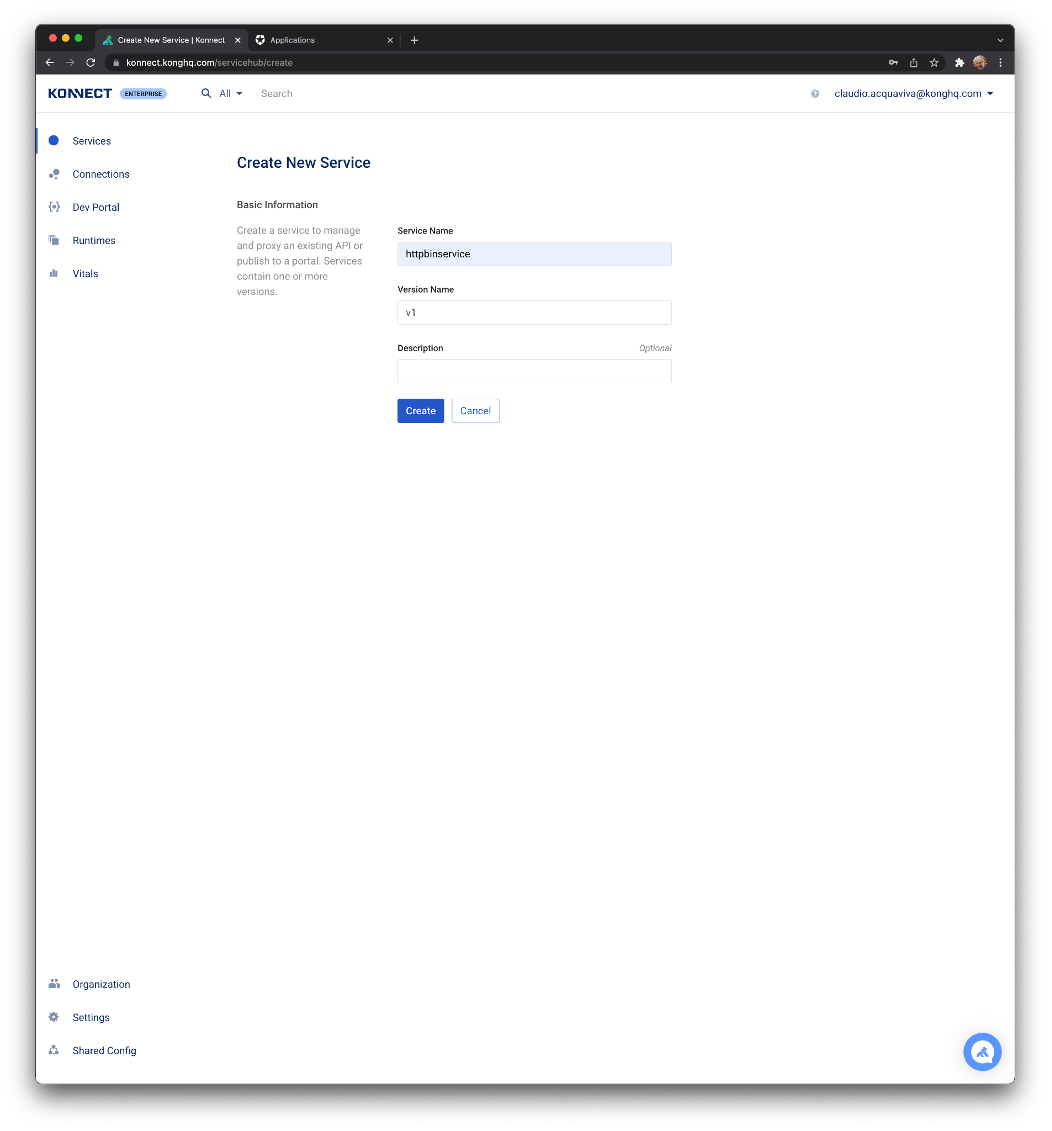 Create New Service | Konnect
Applications
konnect.konghq.com/servicehub/create
KONNECT ENTERPRISE
All
Search
claudio.acquaviva@konghq.com
Services
Connections
Dev Portal
Runtimes
Vitals
Create New Service
Basic Information
Create a service to manage
and proxy an existing API or
publish to a portal. Services
contain one or more
versions.
Service Name
httpbinservice
Version Name
v1
Description Optional
Create Cancel
Organization
Settings
Shared Config